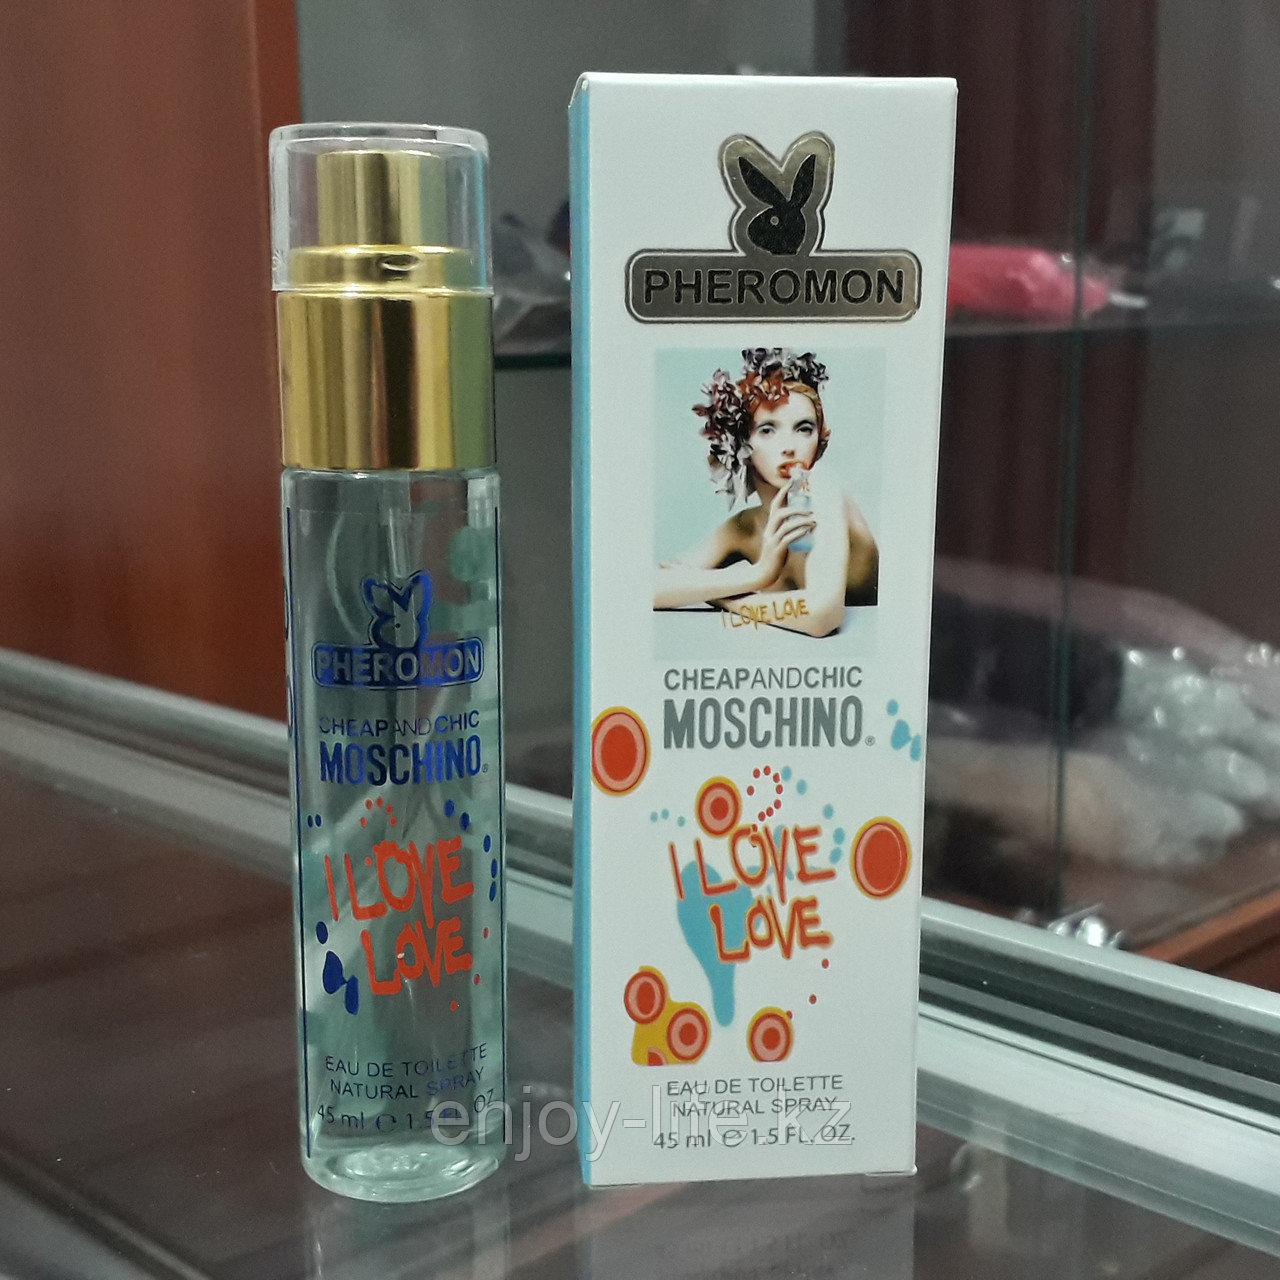 PHEROMON
CHEAPANDCHIC
MOSCHINO®
I LOVE
LOVE
EAU DE TOILETTE
NATURAL SPRAY
45 ml ℮ 1.5 FL. OZ.
PHEROMON
I LOVE LOVE
CHEAPANDCHIC
MOSCHINO®
I LOVE
LOVE
EAU DE TOILETTE
NATURAL SPRAY
45 ml ℮ 1.5 FL. OZ.
enjoy-life.kz